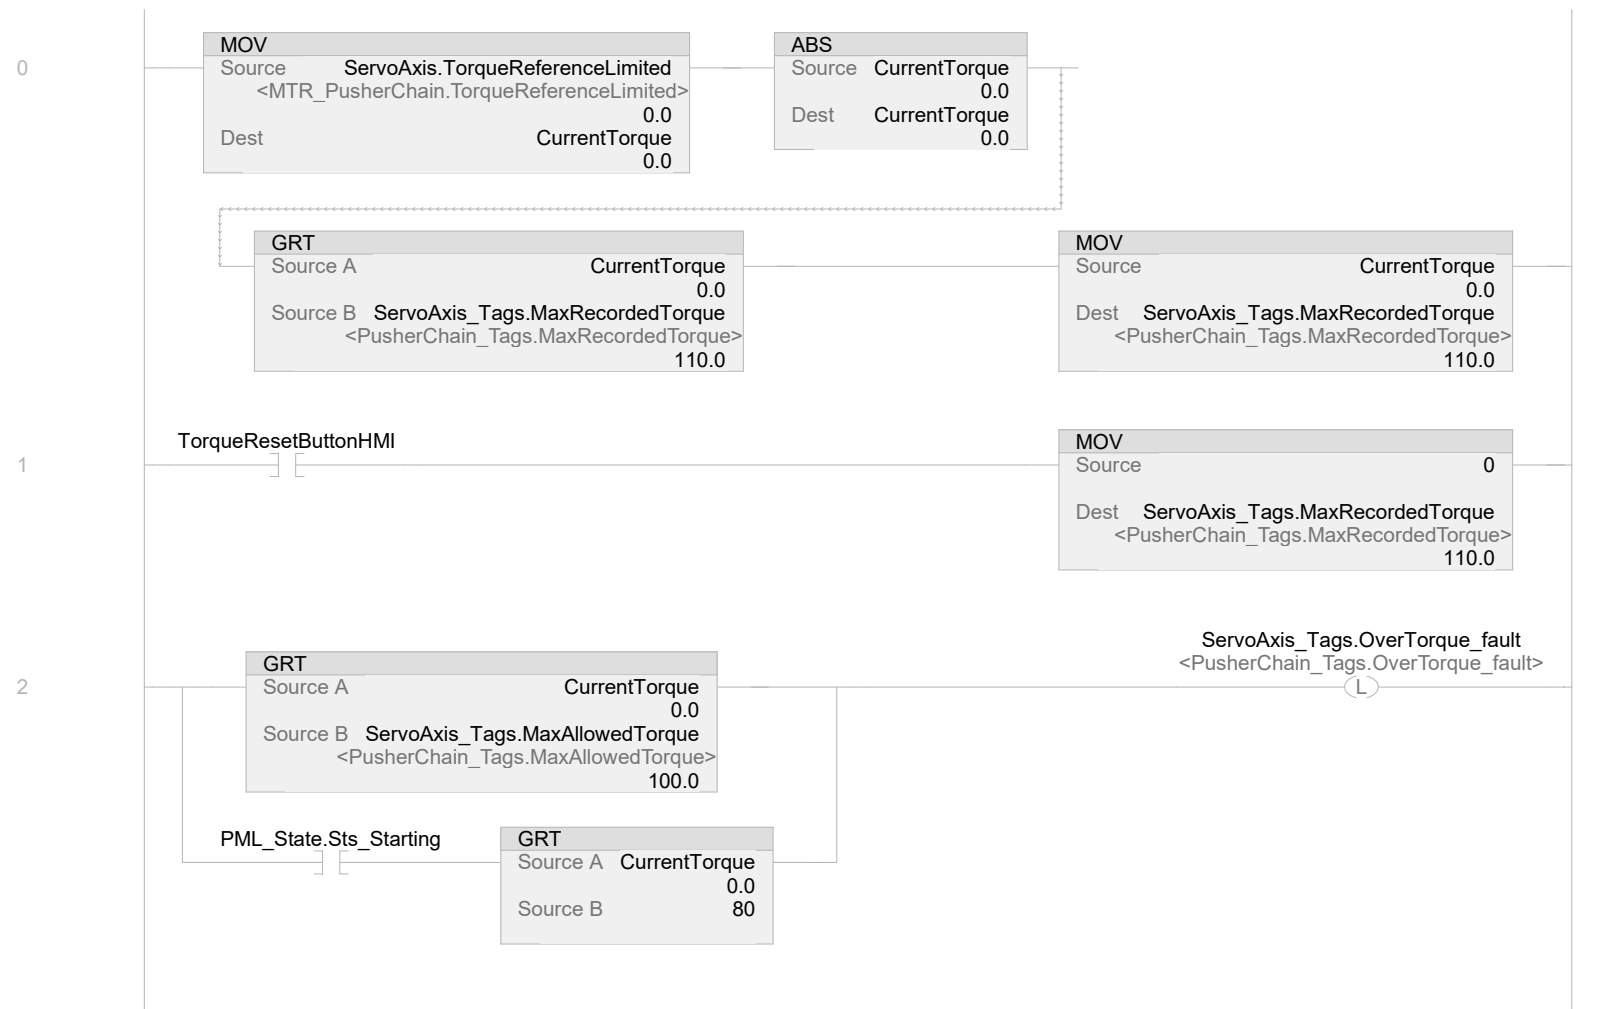 MOV
ABS
0
Source ServoAxis.TorqueReferenceLimited
Source CurrentTorque
<MTR_PusherChain.TorqueReferenceLimited>
0.0
0.0
Dest CurrentTorque
Dest CurrentTorque
0.0
0.0
GRT
MOV
Source A CurrentTorque
Source CurrentTorque
0.0
0.0
Source B ServoAxis_Tags.MaxRecordedTorque
Dest ServoAxis_Tags.MaxRecordedTorque
<PusherChain_Tags.MaxRecordedTorque>
<PusherChain_Tags.MaxRecordedTorque>
110.0
110.0
TorqueResetButtonHMI
MOV
1
Source 0
Dest ServoAxis_Tags.MaxRecordedTorque
<PusherChain_Tags.MaxRecordedTorque>
110.0
ServoAxis_Tags.OverTorque_fault
<PusherChain_Tags.OverTorque_fault>
L
GRT
2
Source A CurrentTorque
0.0
Source B ServoAxis_Tags.MaxAllowedTorque
<PusherChain_Tags.MaxAllowedTorque>
100.0
PML_State.Sts_Starting
GRT
Source A CurrentTorque
0.0
Source B 80